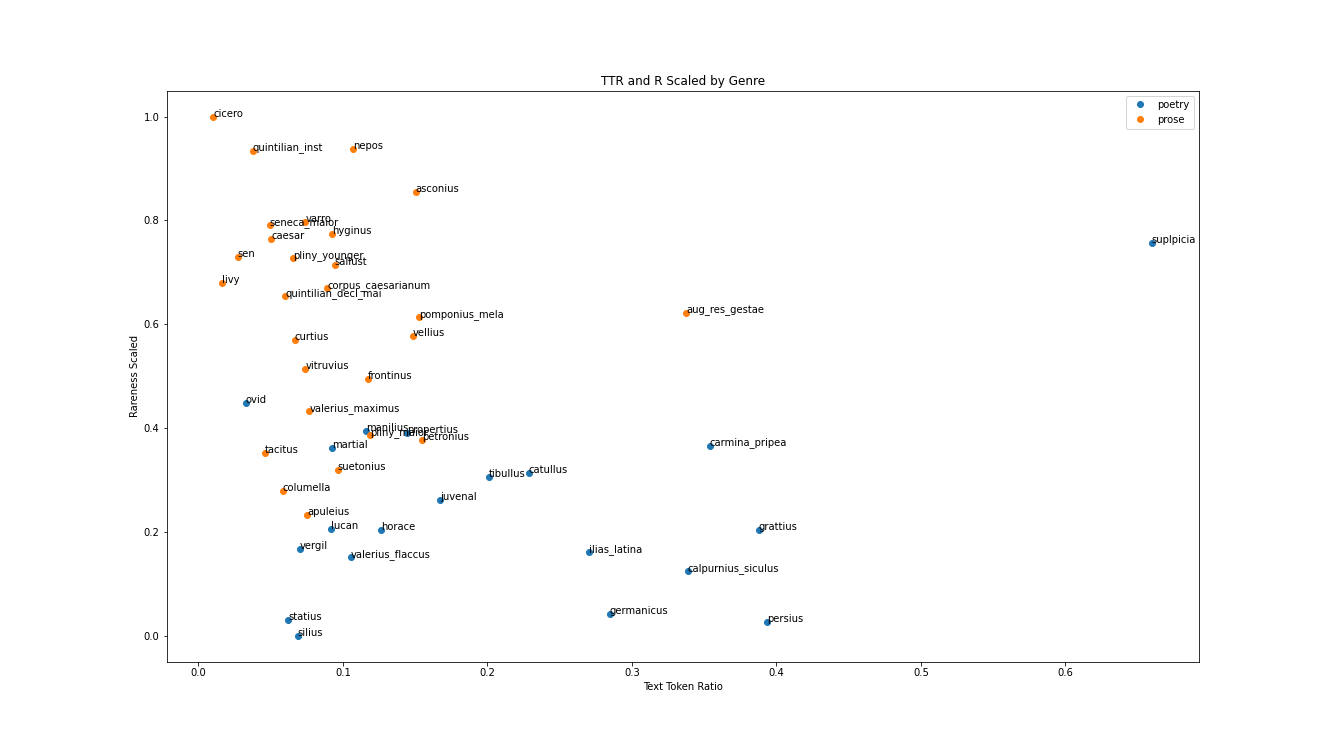 TTR and R Scaled by Genre
poetry
prose
Rareness Scaled
1.0
0.8
0.6
0.4
0.2
0.0
cicero
quintilian_inst
nepos
asconius
varro
seneca_maior
hyginus
caesar
suplpicia
sen
pliny_younger
sallust
livy
corpus_caesarianum
quintilian_decl_mai
aug_res_gestae
pomponius_mela
vellius
curtius
vitruvius
frontinus
ovid
valerius_maximus
manilius
propertius
pliny_maior
petronius
martial
carmina_pripea
tacitus
suetonius
catullus
tibullus
columella
juvenal
apuleius
lucan
horace
grattius
vergil
ilias_latina
valerius_flaccus
calpurnius_siculus
germanicus
statius
persius
silius
0.0 0.1 0.2 0.3 0.4 0.5 0.6
Text Token Ratio